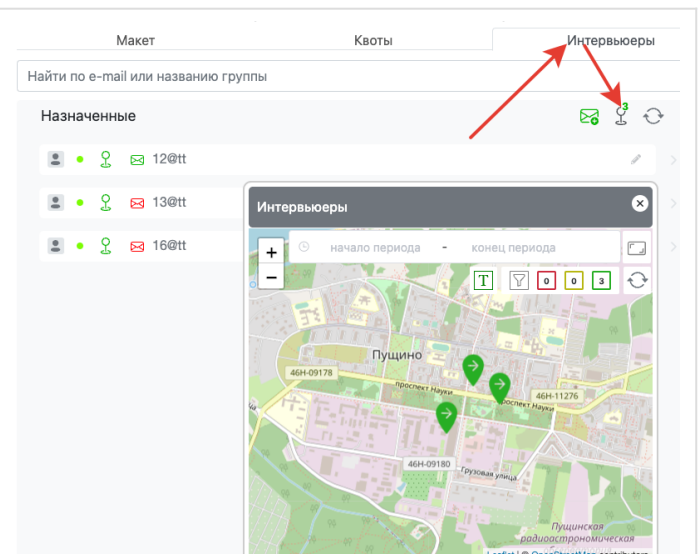 Макет
Квоты
Интервьюеры
Найти по e-mail или названию группы
Назначенные
3
12@tt
13@tt
16@tt
Интервьюеры
+
начало периода - конец периода
−
T 0 0 3
Пущино
46Н-09178
проспект Науки
проспект Науки
46Н-11276
46Н-09180
Грузовая улица
Пущинская
радиоастрономическая
Leaflet | © OpenStreetMap contributors